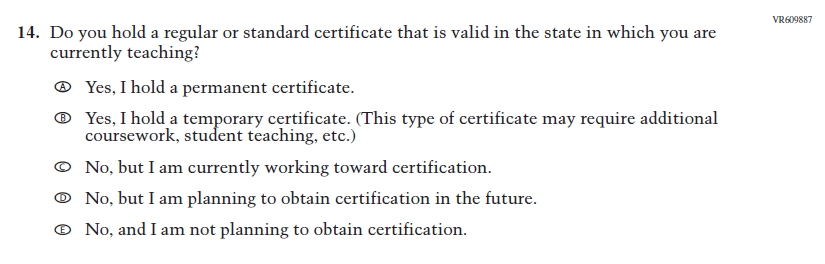 VR609887
14. Do you hold a regular or standard certificate that is valid in the state in which you are
currently teaching?
A Yes, I hold a permanent certificate.
B Yes, I hold a temporary certificate. (This type of certificate may require additional
coursework, student teaching, etc.)
C No, but I am currently working toward certification.
D No, but I am planning to obtain certification in the future.
E No, and I am not planning to obtain certification.